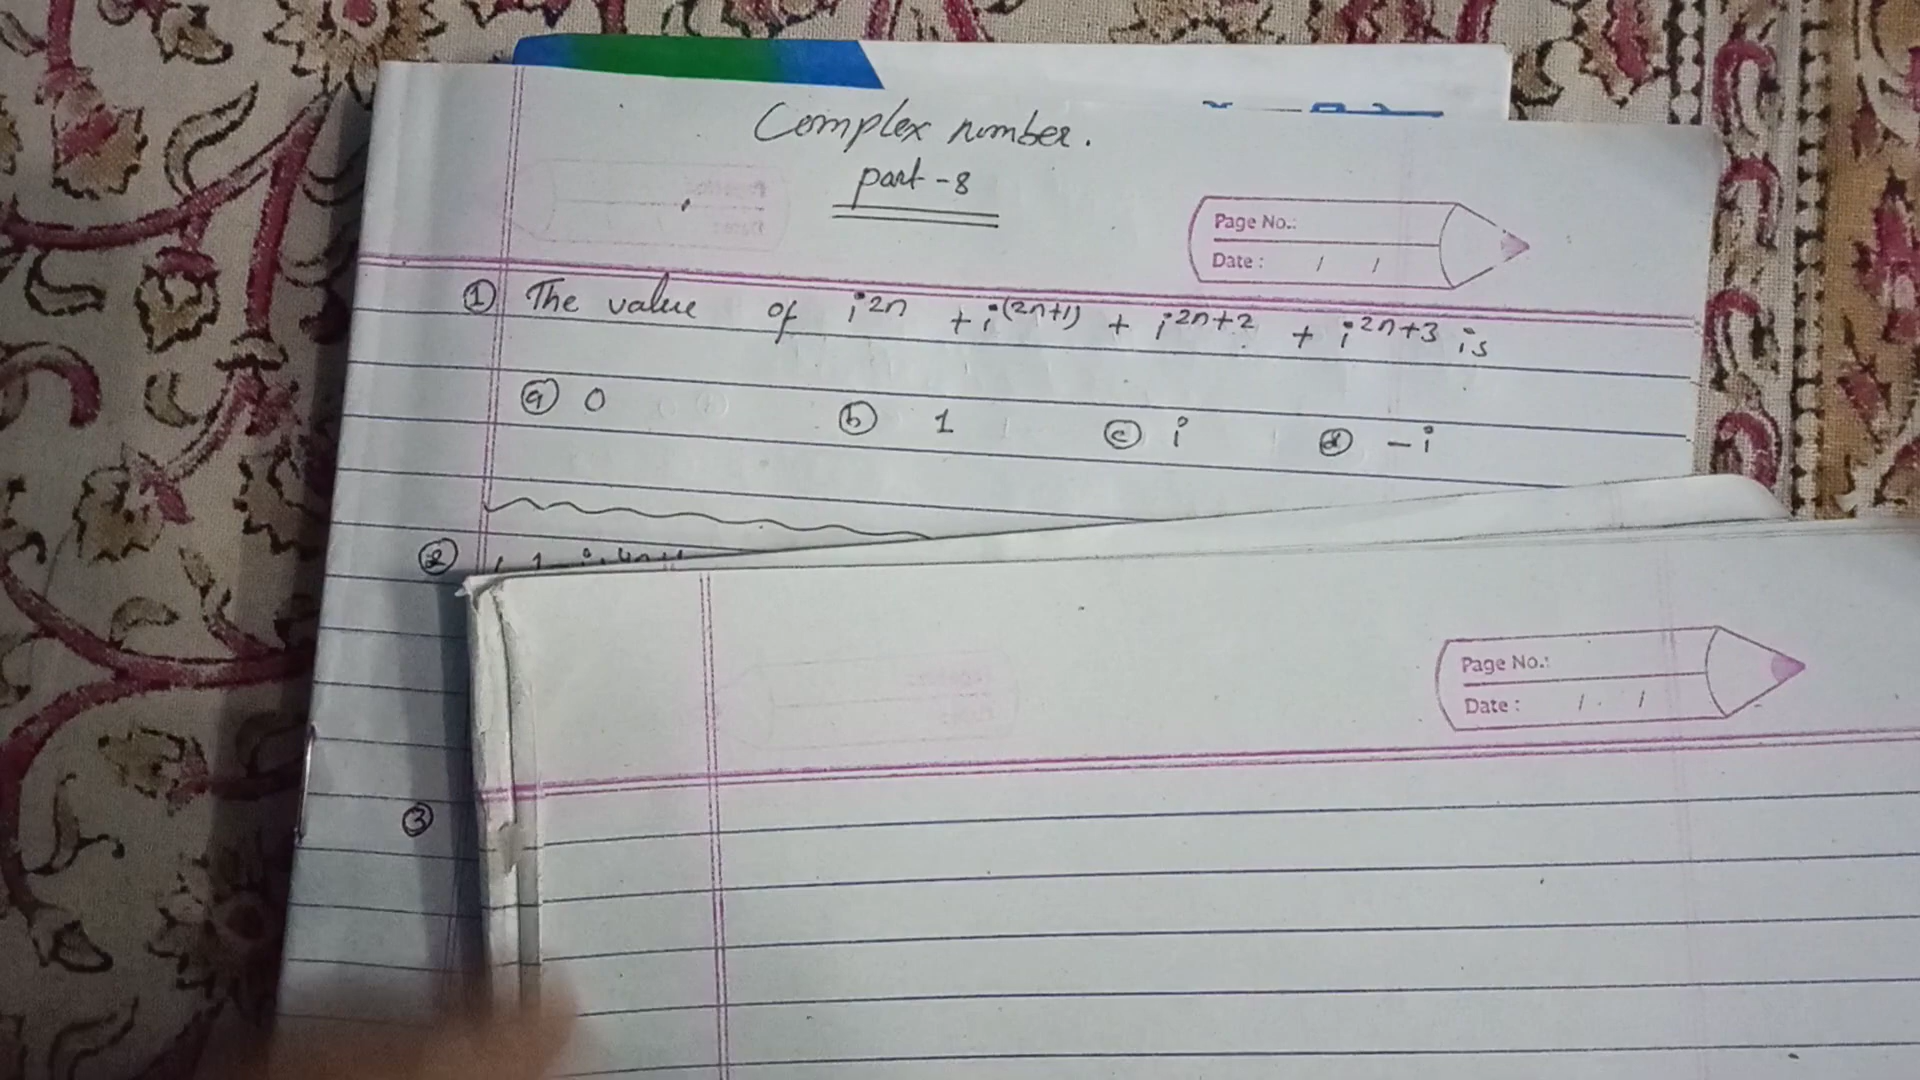 Complex number.
part-8
Page No.:
Date : / /
① The value of i^2n + i^(2n+1) + i^2n+2 + i^2n+3 is
ⓐ 0 ⓑ 1 ⓒ i ⓓ -i
②
Page No.:
Date : / /
③